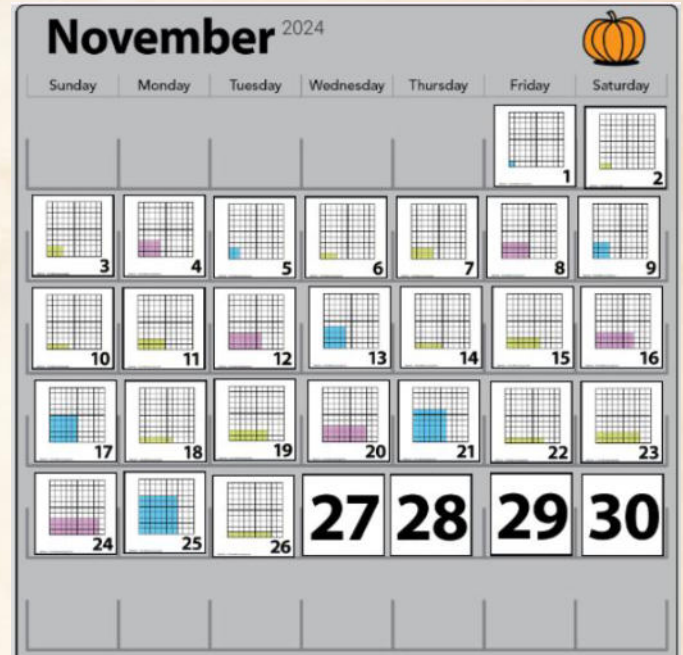 November 2024
Sunday Monday Tuesday Wednesday Thursday Friday Saturday
1 2
3 4 5 6 7 8 9
10 11 12 13 14 15 16
17 18 19 20 21 22 23
24 25 26 27 28 29 30